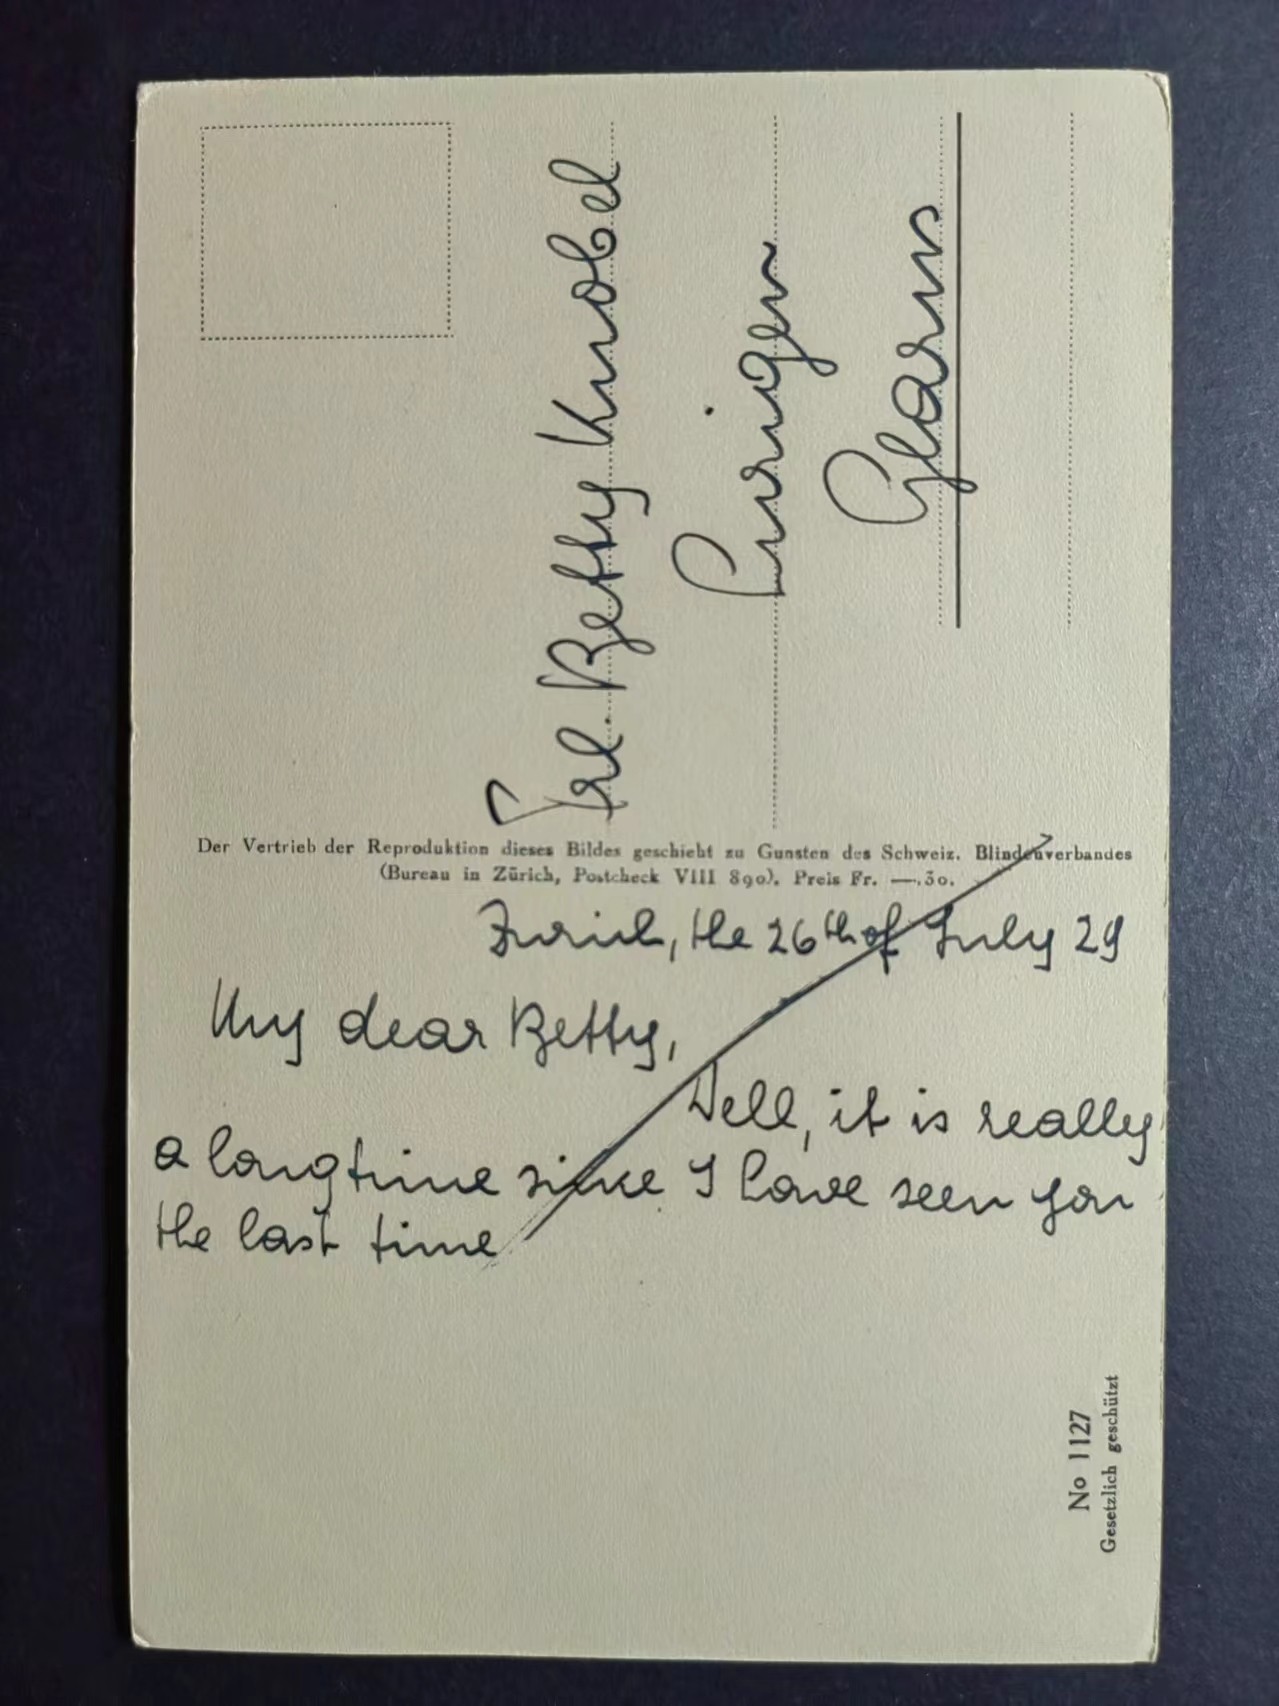 Frl. Betty Knobel
Glarus
Der Vertrieb der Reproduktion dieses Bildes geschieht zu Gunsten des Schweiz. Blindenverbandes
(Bureau in Zürich, Postcheck VIII 890). Preis Fr. —.30.
Zurich, the 26th of July 29
My dear Betty,
Well, it is really
a longtime since I have seen you
the last time
No 1127
Gesetzlich geschützt